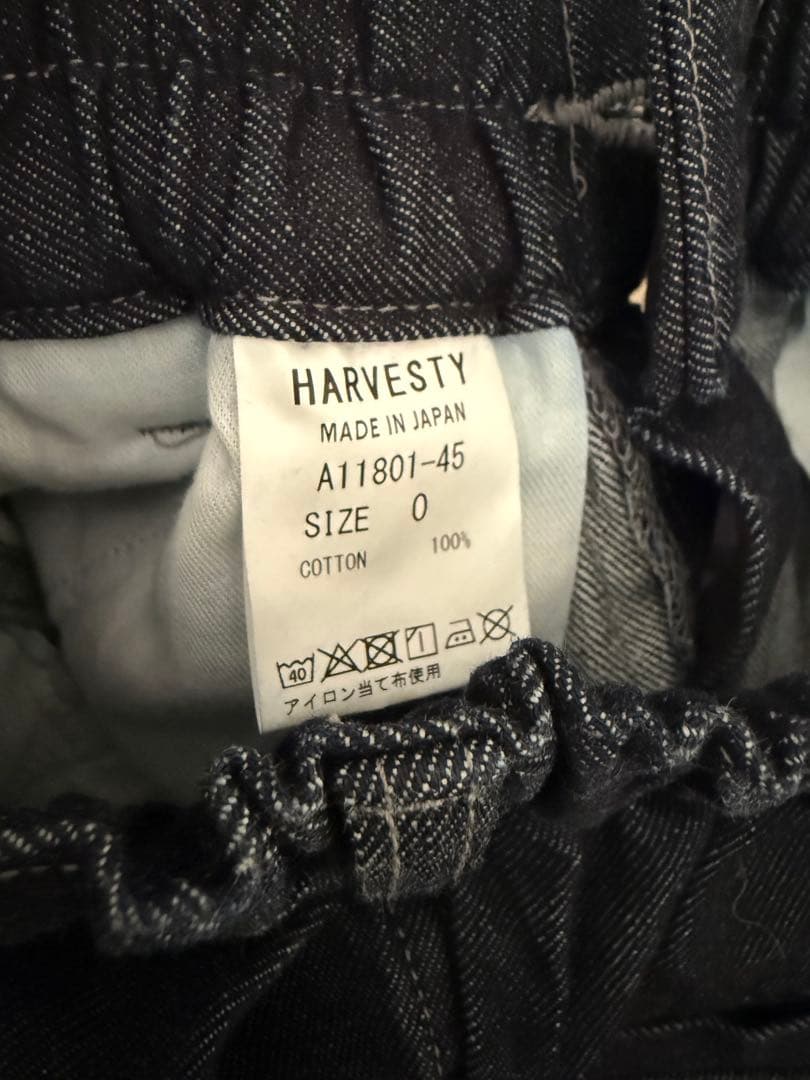 HARVESTY
MADE IN JAPAN
A11801-45
SIZE 0
COTTON 100%
40
アイロン当て布使用